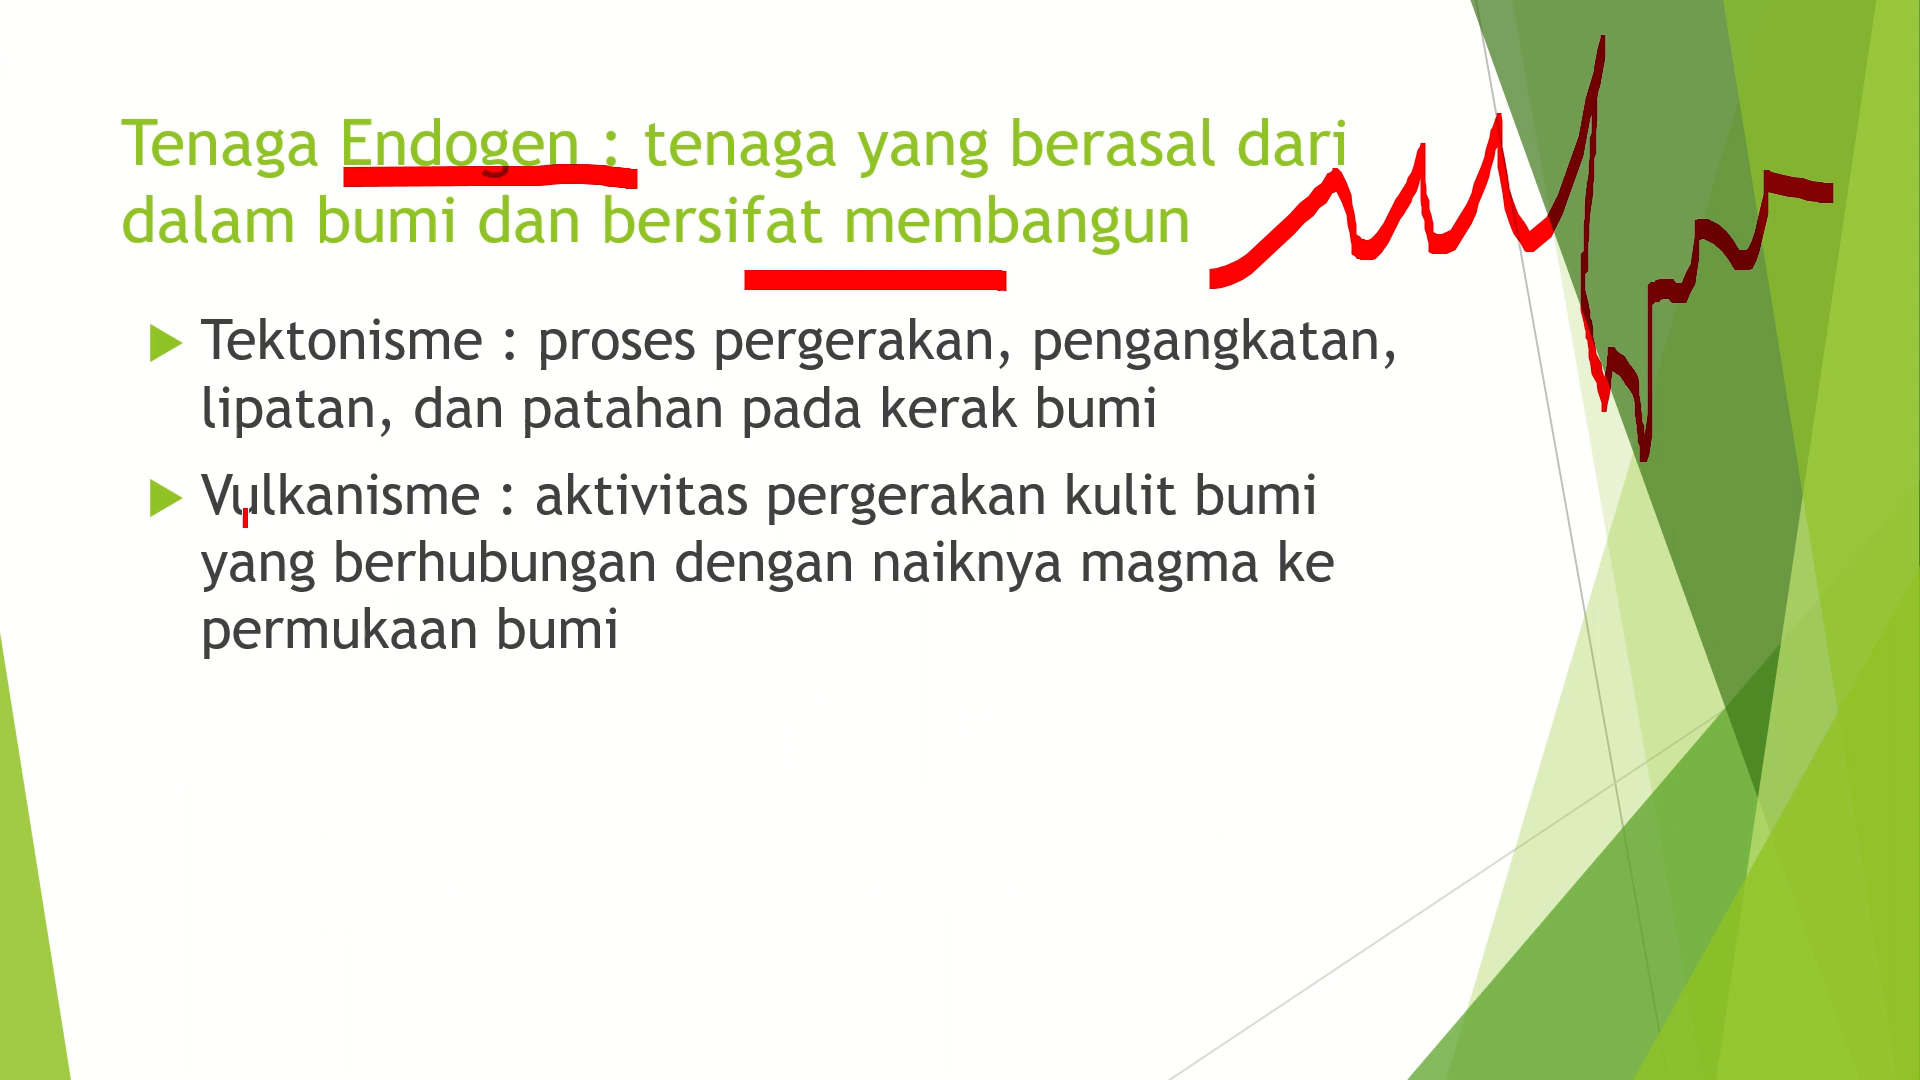 Tenaga Endogen : tenaga yang berasal dari
dalam bumi dan bersifat membangun
Tektonisme : proses pergerakan, pengangkatan,
lipatan, dan patahan pada kerak bumi
Vulkanisme : aktivitas pergerakan kulit bumi
yang berhubungan dengan naiknya magma ke
permukaan bumi